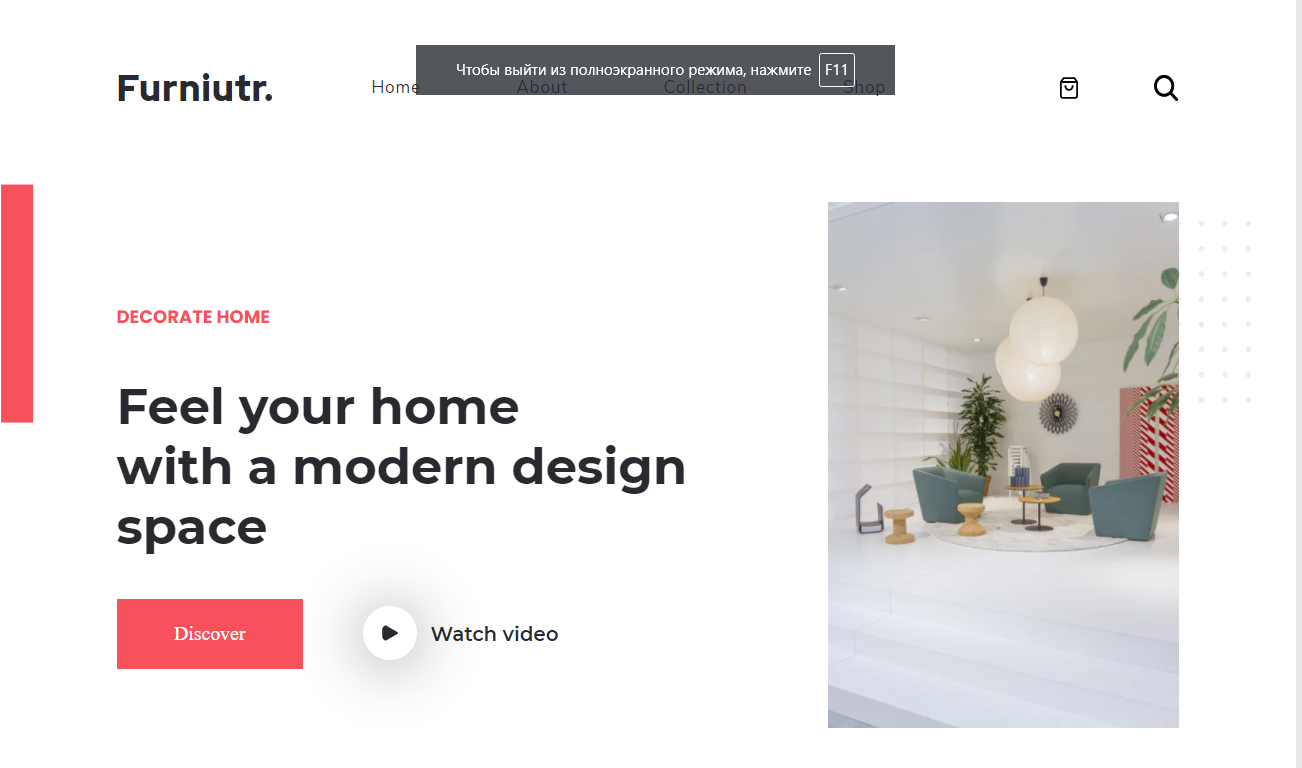 Чтобы выйти из полноэкранного режима, нажмите F11
Furniutr.
Home About Collection Shop
DECORATE HOME
Feel your home
with a modern design
space
Discover
Watch video